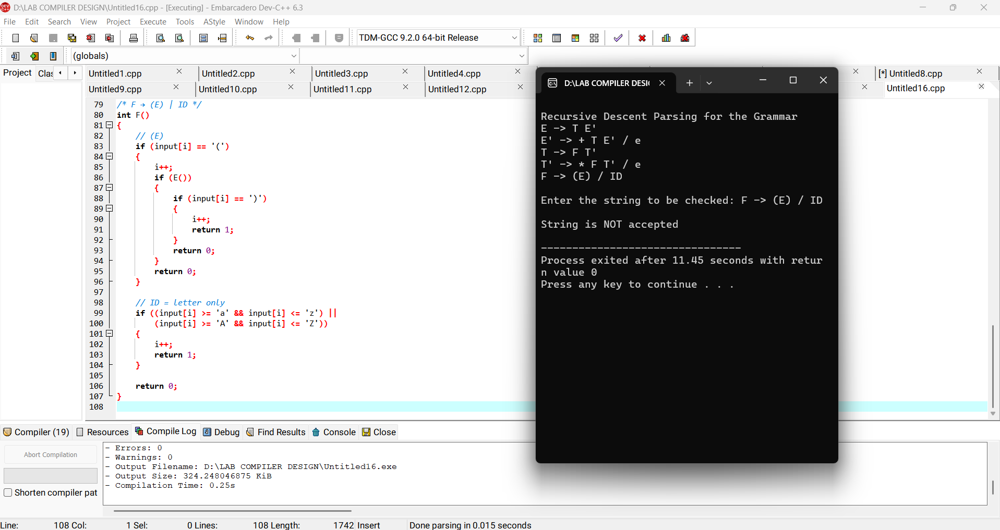 D:\LAB COMPILER DESIGN\Untitled16.cpp - [Executing] - Embarcadero Dev-C++ 6.3
File Edit Search View Project Execute Tools AStyle Window Help
TDM-GCC 9.2.0 64-bit Release
(globals)
Project Clas
Untitled1.cpp Untitled2.cpp Untitled3.cpp Untitled4.cpp [*] Untitled8.cpp
Untitled9.cpp Untitled10.cpp Untitled11.cpp Untitled12.cpp Untitled16.cpp
79 /* F → (E) | ID */
80 int F()
81 {
82 // (E)
83 if (input[i] == '(')
84 {
85 i++;
86 if (E())
87 {
88 if (input[i] == ')')
89 {
90 i++;
91 return 1;
92 }
93 return 0;
94 }
95 return 0;
96 }
97
98 // ID = letter only
99 if ((input[i] >= 'a' && input[i] <= 'z') ||
100 (input[i] >= 'A' && input[i] <= 'Z'))
101 {
102 i++;
103 return 1;
104 }
105
106 return 0;
107 }
108
D:\LAB COMPILER DESI
Recursive Descent Parsing for the Grammar
E -> T E'
E' -> + T E' / e
T -> F T'
T' -> * F T' / e
F -> (E) / ID
Enter the string to be checked: F -> (E) / ID
String is NOT accepted
--------------------------------
Process exited after 11.45 seconds with retur
n value 0
Press any key to continue . . .
Compiler (19) Resources Compile Log Debug Find Results Console Close
Abort Compilation
Shorten compiler pat
- Errors: 0
- Warnings: 0
- Output Filename: D:\LAB COMPILER DESIGN\Untitled16.exe
- Output Size: 324.248046875 KiB
- Compilation Time: 0.25s
Line: 108 Col: 1 Sel: 0 Lines: 108 Length: 1742 Insert Done parsing in 0.015 seconds